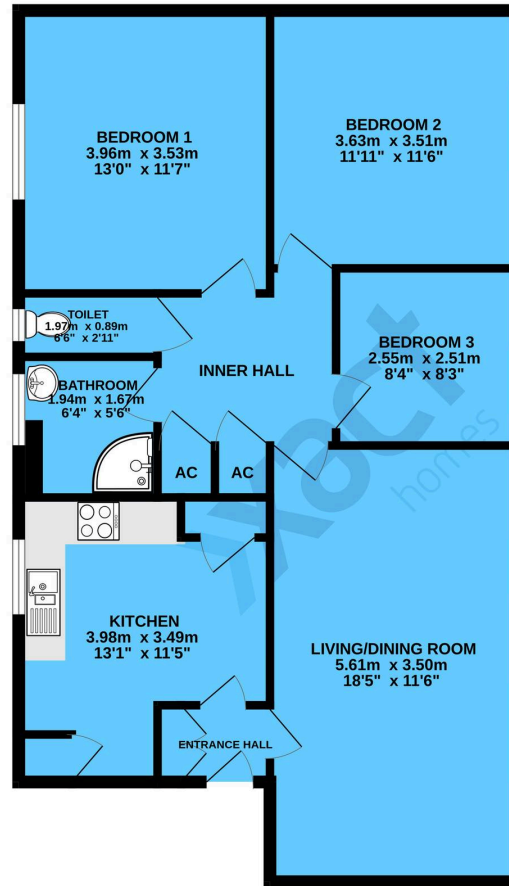 BEDROOM 1
3.96m x 3.53m
13'0" x 11'7"
BEDROOM 2
3.63m x 3.51m
11'11" x 11'6"
TOILET
1.97m x 0.89m
6'6" x 2'11"
BATHROOM
1.94m x 1.67m
6'4" x 5'6"
INNER HALL
BEDROOM 3
2.55m x 2.51m
8'4" x 8'3"
AC
AC
KITCHEN
3.98m x 3.49m
13'1" x 11'5"
LIVING/DINING ROOM
5.61m x 3.50m
18'5" x 11'6"
ENTRANCE HALL
xact
homes